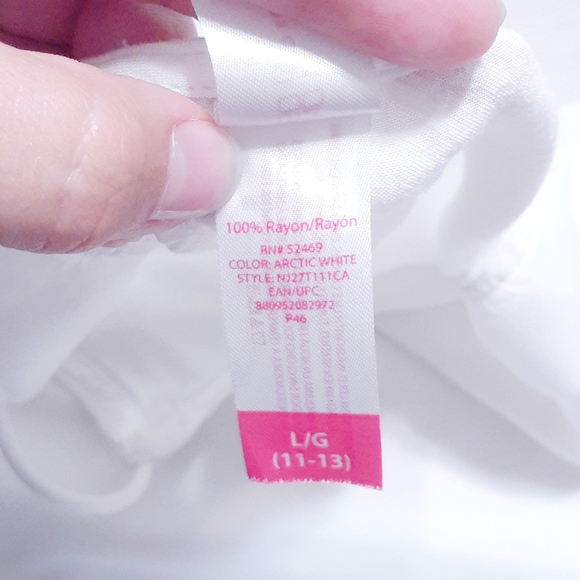 100% Rayon/Rayón
RN# 52469
COLOR: ARCTIC WHITE
STYLE: NJ27T111CA
EAN/UPC
880952082972
P46
L/G
(11-13)